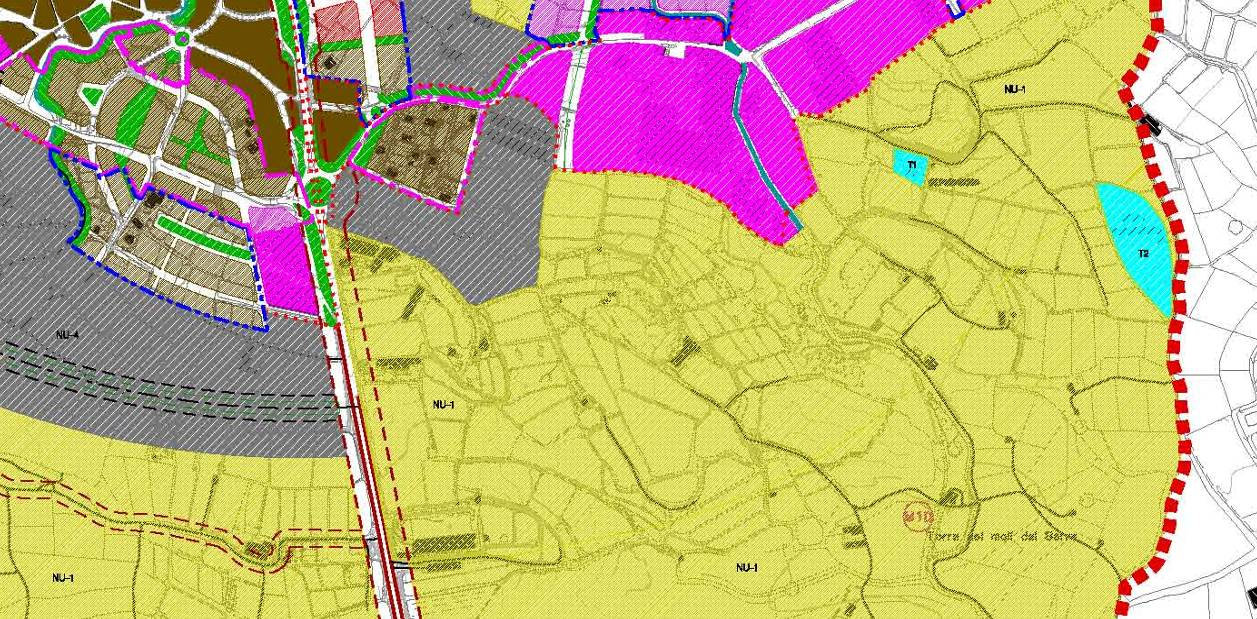 NU-1
T1
T2
NU-4
NU-1
M10
Torre del molí del Salve
NU-1
NU-1